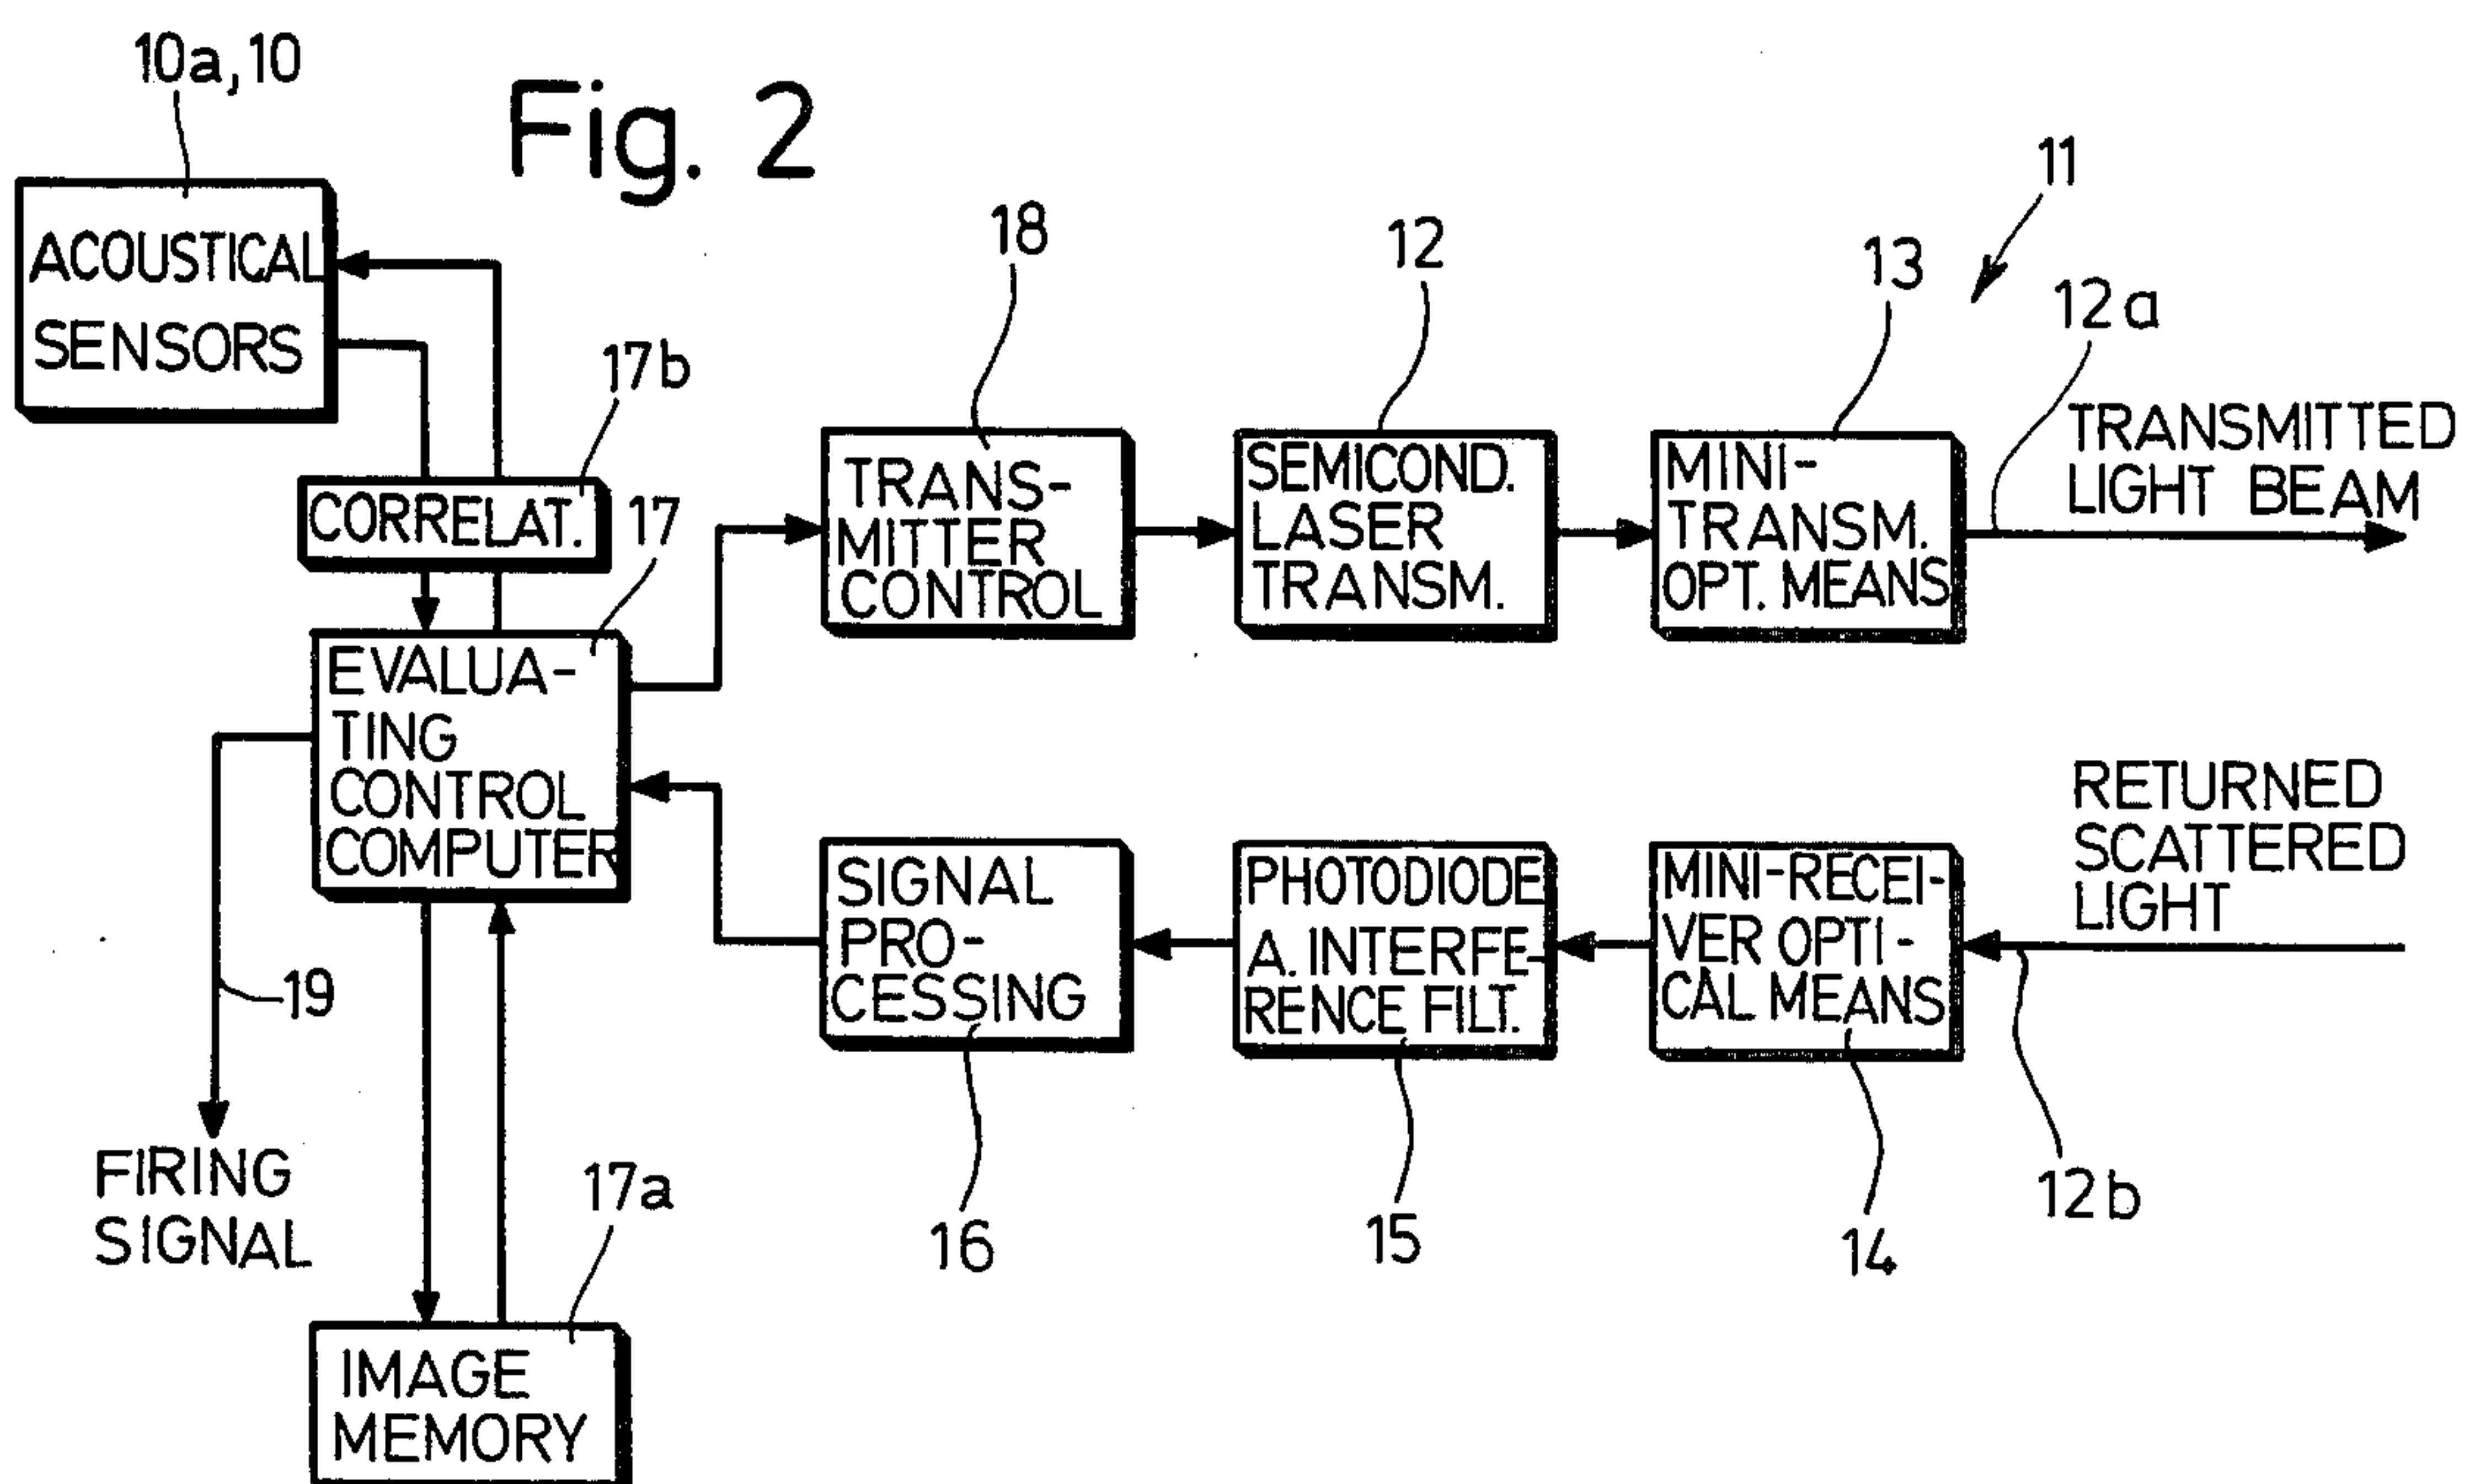 10a, 10
Fig. 2
11
ACOUSTICAL
SENSORS
17b
18
12
13
12a
TRANSMITTED
LIGHT BEAM
CORRELAT.
17
TRANS-
MITTER
CONTROL
SEMICOND.
LASER
TRANSM.
MINI-
TRANSM.
OPT. MEANS
EVALUA-
TING
CONTROL
COMPUTER
RETURNED
SCATTERED
LIGHT
SIGNAL
PRO-
CESSING
PHOTODIODE
A. INTERFE-
RENCE FILT.
MINI-RECEI-
VER OPTI-
CAL MEANS
19
FIRING
SIGNAL
17a
16
15
14
12b
IMAGE
MEMORY